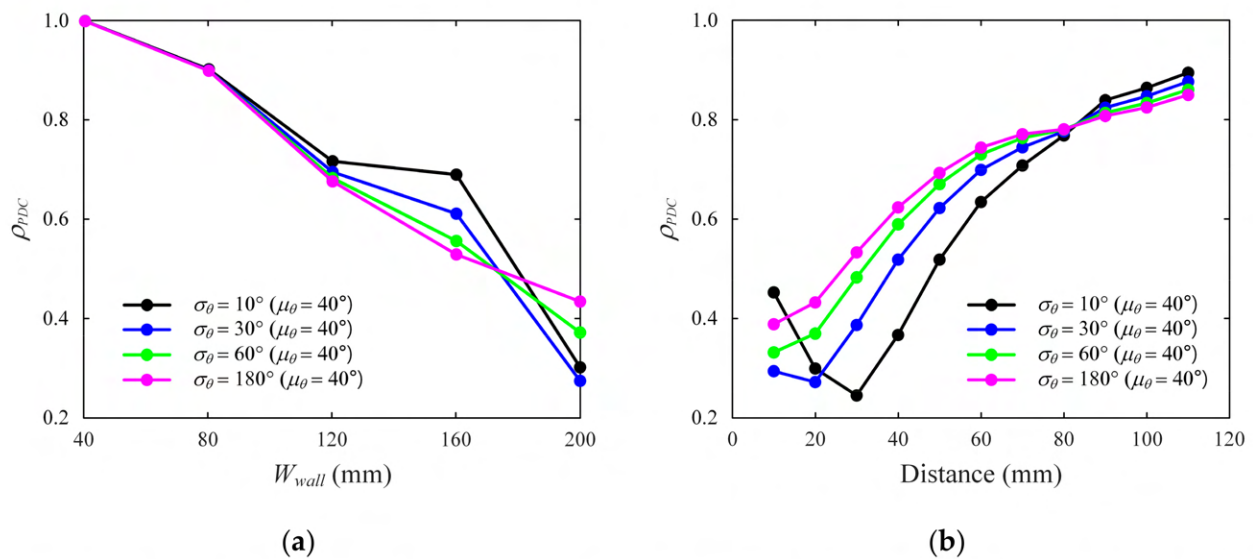 (a)
1.0
0.8
0.6
0.4
0.2
ρPDC
σθ = 10° (μθ = 40°)
σθ = 30° (μθ = 40°)
σθ = 60° (μθ = 40°)
σθ = 180° (μθ = 40°)
40 80 120 160 200
Wwall (mm)
(a)
(b)
1.0
0.8
0.6
0.4
0.2
ρPDC
σθ = 10° (μθ = 40°)
σθ = 30° (μθ = 40°)
σθ = 60° (μθ = 40°)
σθ = 180° (μθ = 40°)
0 20 40 60 80 100 120
Distance (mm)
(b)